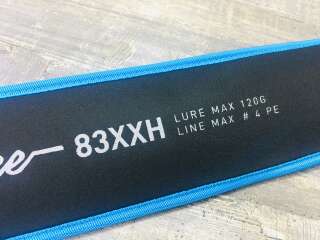 83XXH
LURE MAX 120G
LINE MAX # 4 PE